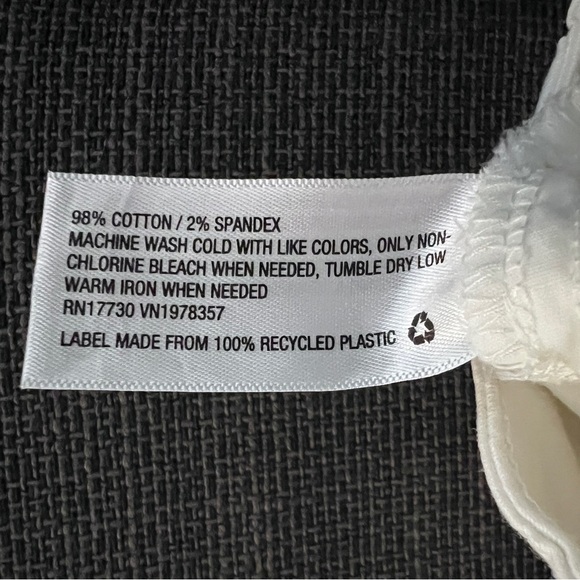 98% COTTON / 2% SPANDEX
MACHINE WASH COLD WITH LIKE COLORS, ONLY NON-
CHLORINE BLEACH WHEN NEEDED, TUMBLE DRY LOW
WARM IRON WHEN NEEDED
RN17730 VN1978357
LABEL MADE FROM 100% RECYCLED PLASTIC